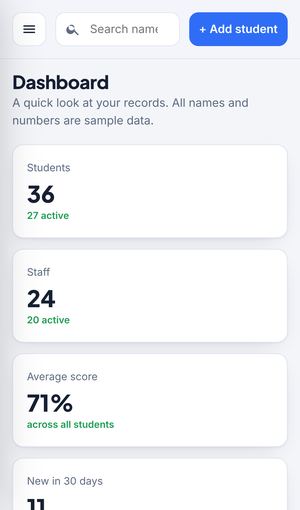 Search name
+ Add student
Dashboard
A quick look at your records. All names and
numbers are sample data.
Students
36
27 active
Staff
24
20 active
Average score
71%
across all students
New in 30 days
11